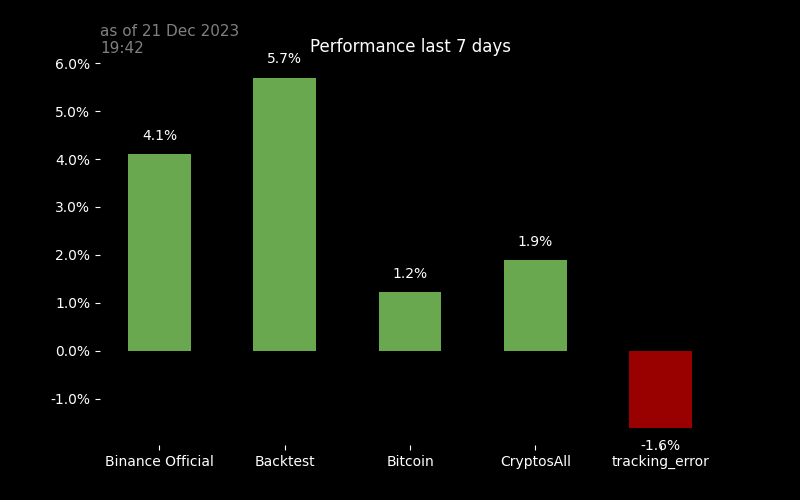 as of 21 Dec 2023
19:42
Performance last 7 days
6.0%
5.0%
4.0%
3.0%
2.0%
1.0%
0.0%
-1.0%
4.1%
5.7%
1.2%
1.9%
-1.6%
Binance Official
Backtest
Bitcoin
CryptosAll
tracking_error